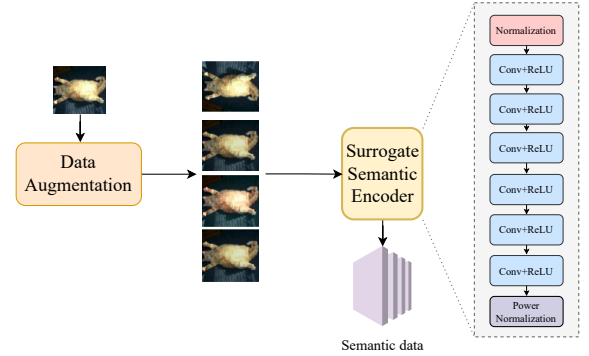 Data
Augmentation
Surrogate
Semantic
Encoder
Semantic data
Normalization
Conv+ReLU
Conv+ReLU
Conv+ReLU
Conv+ReLU
Conv+ReLU
Conv+ReLU
Power
Normalization